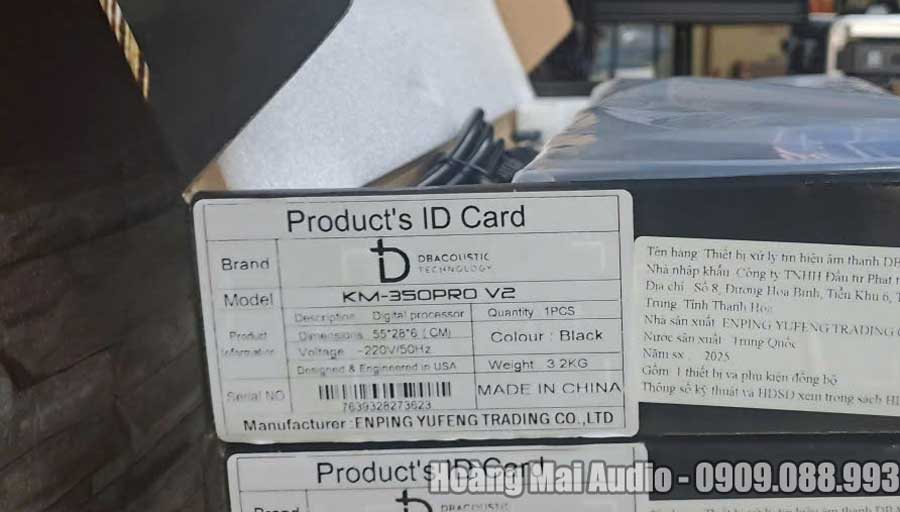 Product's ID Card
Brand
DBACOUSTIC
TECHNOLOGY
Model
KM-350PRO V2
Product
Information
Description Digital processor
Quantity 1PCS
Dimensions 55*28*6 (CM)
Colour : Black
Voltage ~220V/50Hz
Designed & Engineered in USA
Weight 3.2KG
Serial NO
7639328273623
MADE IN CHINA
Manufacturer :ENPING YUFENG TRADING CO.,LTD
Tên hàng Thiết bị xử lý tín hiệu âm thanh
Nhà nhập khẩu Công ty TNHH Đầu tư Phát
Địa chỉ Số 8, Đường Hoà Bình, Tiểu Khu 6,
Trung, Tỉnh Thanh Hoá
Nhà sản xuất ENPING YUFENG TRADING
Nước sản xuất Trung Quốc
Năm sx . 2025
Gồm 1 thiết bị và phụ kiện đồng bộ
Thông số kỹ thuật và HDSD xem trong sách
Product's ID Card
Brand
DBACOUSTIC
Hoàng Mai Audio - 0909.088.993